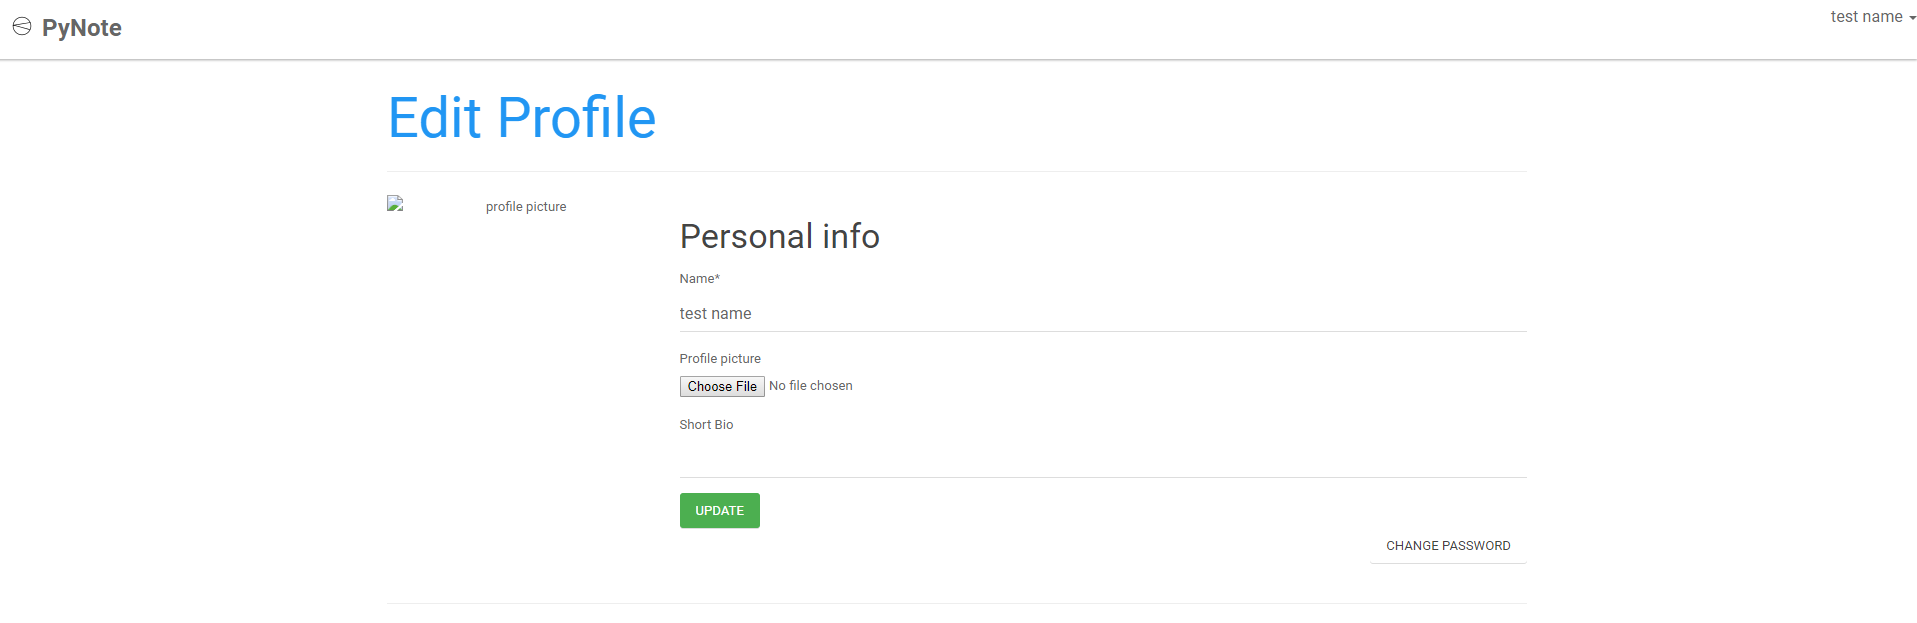 PyNote
test name
Edit Profile
profile picture
Personal info
Name*
test name
Profile picture
Choose File No file chosen
Short Bio
UPDATE
CHANGE PASSWORD